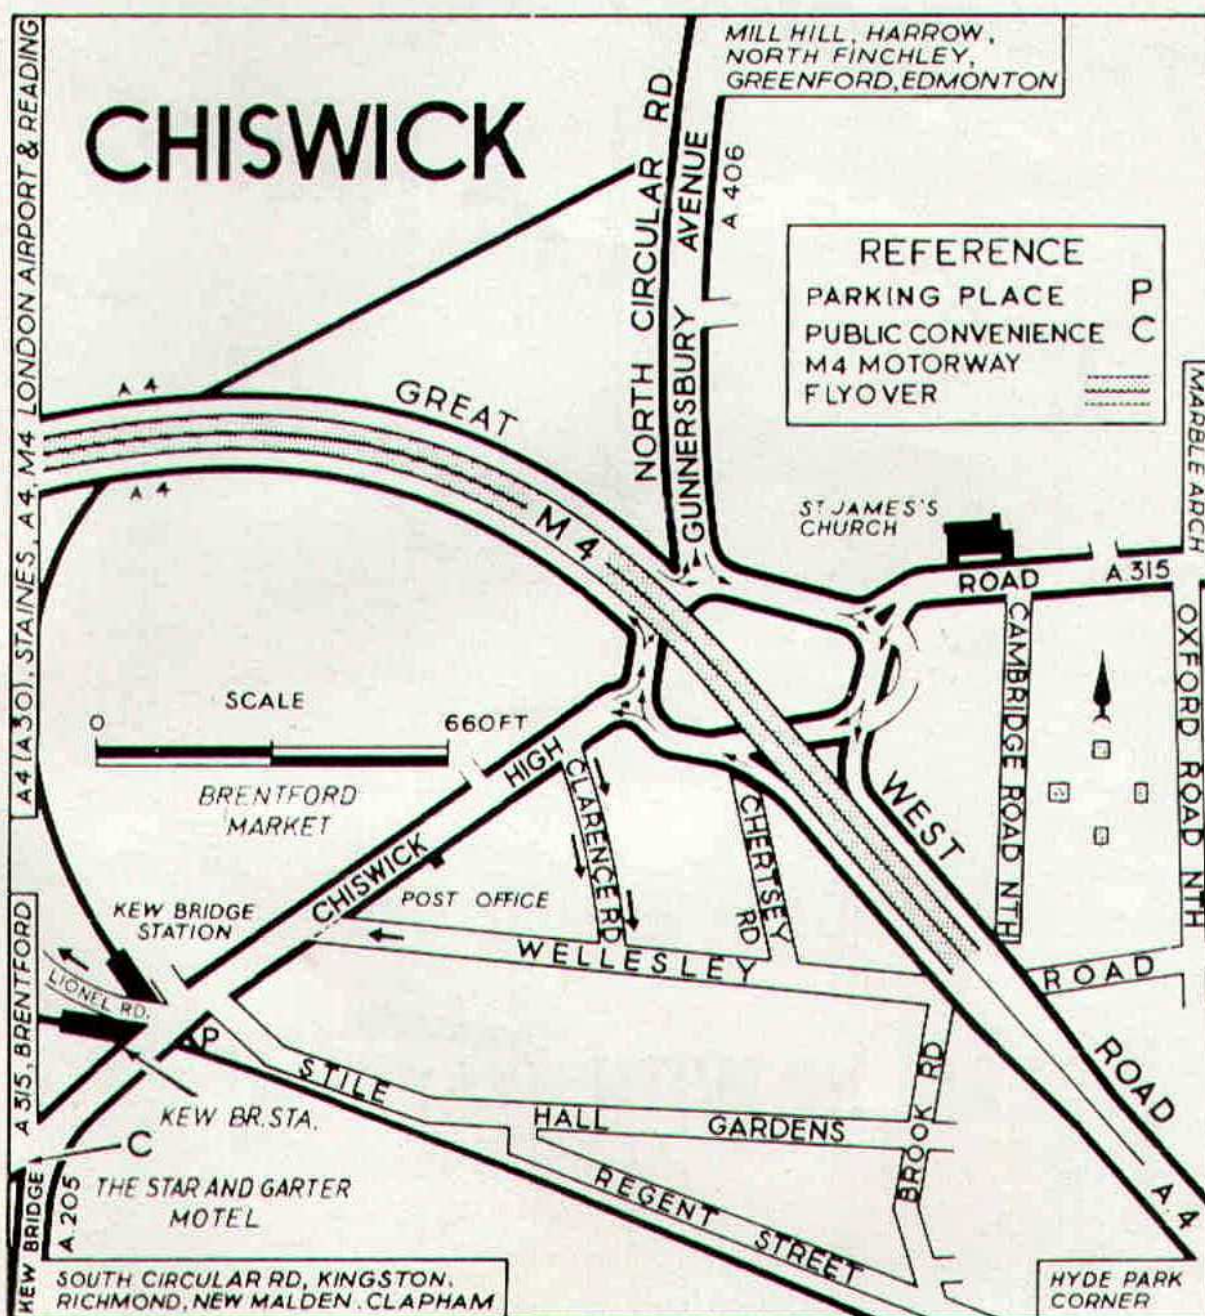 A4 (A30), STAINES, A4, M4 LONDON AIRPORT & READING
MILL HILL, HARROW,
NORTH FINCHLEY,
GREENFORD, EDMONTON
CHISWICK
NORTH CIRCULAR RD
GUNNERSBURY AVENUE
A 406
REFERENCE
PARKING PLACE P
PUBLIC CONVENIENCE C
M4 MOTORWAY
FLYOVER
MARBLE ARCH
A 4
GREAT
A 4
M 4
ST JAMES'S
CHURCH
ROAD
A 315
CAMBRIDGE ROAD NTH
OXFORD ROAD NTH
SCALE
0
660FT
BRENTFORD
MARKET
HIGH
CLARENCE RD
CHERTSEY
RD
WEST
CHISWICK
POST OFFICE
KEW BRIDGE
STATION
WELLESLEY
ROAD
LIONEL RD.
A 315, BRENTFORD
P
STILE
HALL
GARDENS
BROOK RD
ROAD
KEW BR. STA.
C
THE STAR AND GARTER
MOTEL
REGENT
STREET
A 4
KEW BRIDGE
A.205
SOUTH CIRCULAR RD, KINGSTON.
RICHMOND, NEW MALDEN. CLAPHAM
HYDE PARK
CORNER